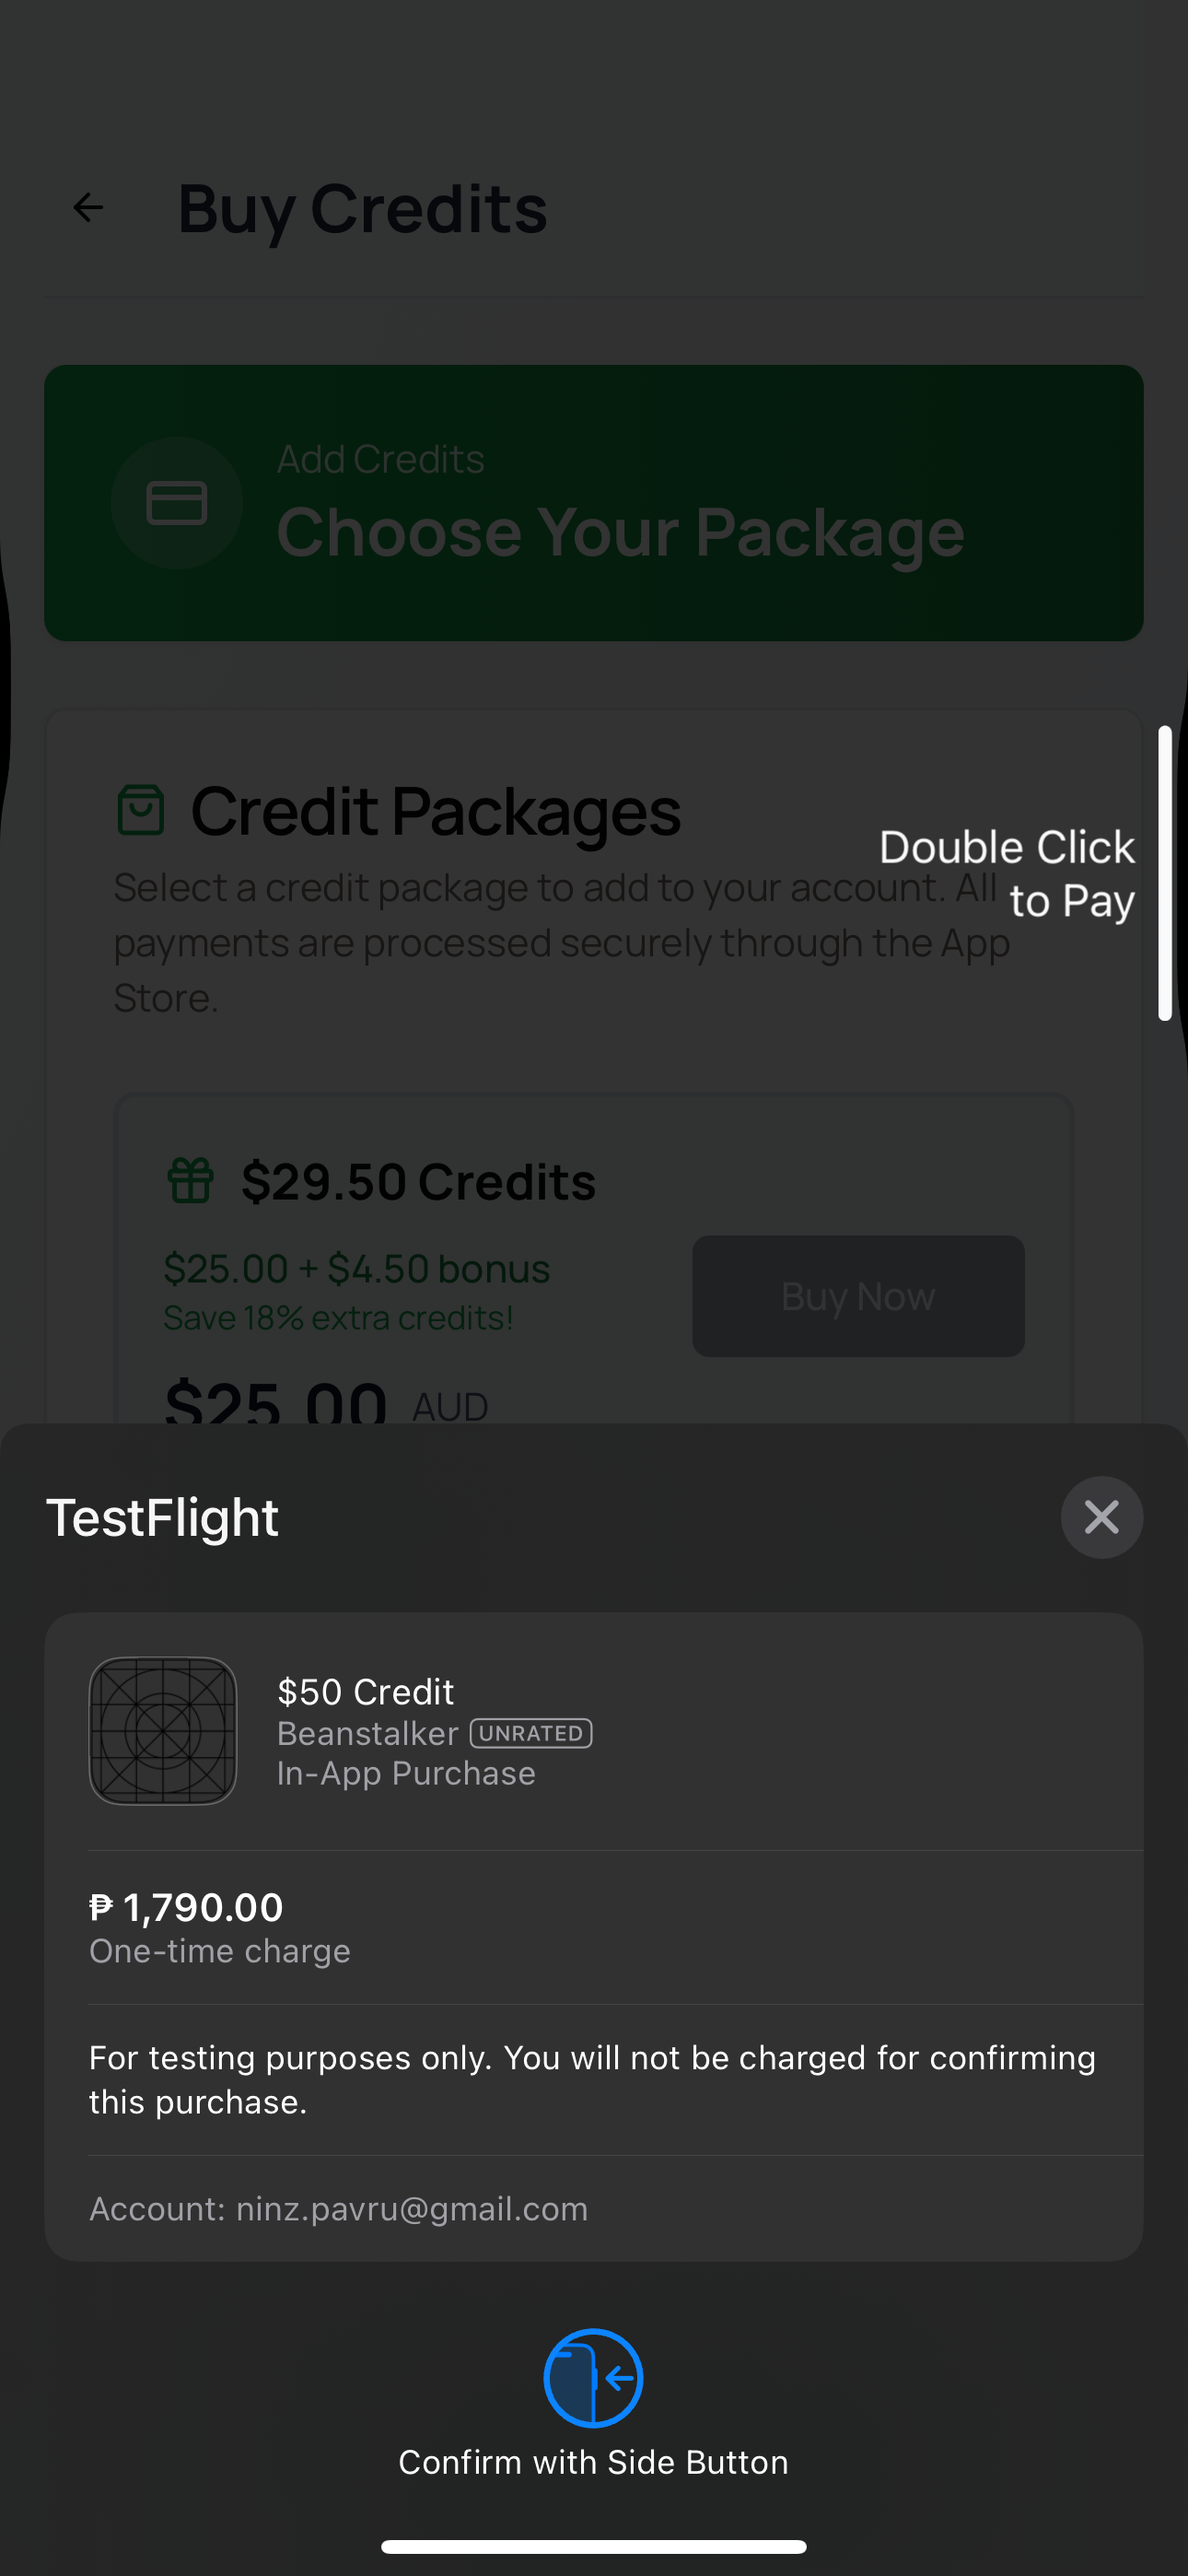 Buy Credits
Add Credits
Choose Your Package
Credit Packages
Select a credit package to add to your account. All
payments are processed securely through the App
Store.
Double Click
to Pay
$29.50 Credits
$25.00 + $4.50 bonus
Save 18% extra credits!
Buy Now
$25.00 AUD
TestFlight
$50 Credit
Beanstalker UNRATED
In-App Purchase
₱ 1,790.00
One-time charge
For testing purposes only. You will not be charged for confirming
this purchase.
Account: ninz.pavru@gmail.com
Confirm with Side Button